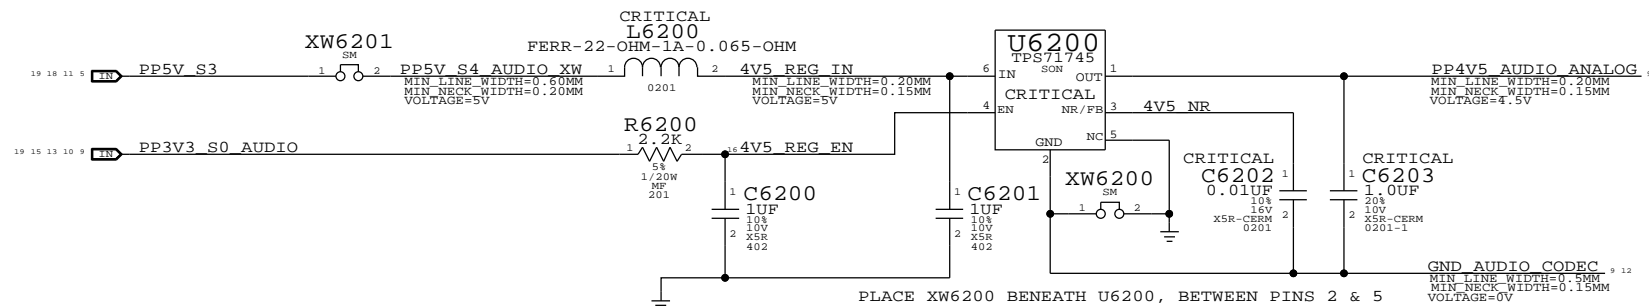 CRITICAL
L6200
FERR-22-OHM-1A-0.065-OHM
XW6201
SM
19 18 11 5 IN PP5V_S3
1 2
PP5V_S4_AUDIO_XW
MIN_LINE_WIDTH=0.60MM
MIN_NECK_WIDTH=0.20MM
VOLTAGE=5V
1 2
0201
4V5_REG_IN
MIN_LINE_WIDTH=0.20MM
MIN_NECK_WIDTH=0.15MM
VOLTAGE=5V
U6200
TPS71745
SON
6 IN
OUT 1
CRITICAL
4 EN
NR/FB 3
4V5_NR
NC 5
GND
2
PP4V5_AUDIO_ANALOG
MIN_LINE_WIDTH=0.20MM
MIN_NECK_WIDTH=0.15MM
VOLTAGE=4.5V
19 15 13 10 9 IN PP3V3_S0_AUDIO
R6200
2.2K
1 2
5%
1/20W
MF
201
16 4V5_REG_EN
C6200
1UF
10%
10V
X5R
402
1
2
C6201
1UF
10%
10V
X5R
402
1
2
XW6200
SM
1 2
CRITICAL
C6202
0.01UF
10%
16V
X5R-CERM
0201
1
2
CRITICAL
C6203
1.0UF
20%
10V
X5R-CERM
0201-1
1
2
GND_AUDIO_CODEC 9 12
MIN_LINE_WIDTH=0.5MM
MIN_NECK_WIDTH=0.15MM
VOLTAGE=0V
PLACE XW6200 BENEATH U6200, BETWEEN PINS 2 & 5